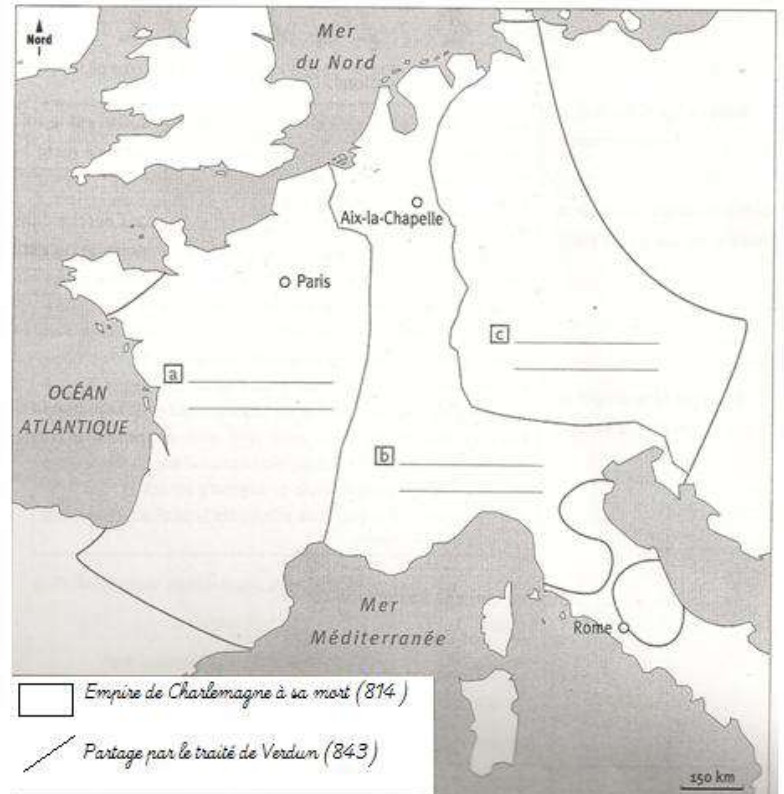 Nord
Mer
du Nord
Aix-la-Chapelle
Paris
c
a
OCÉAN
ATLANTIQUE
b
Mer
Méditerranée
Rome
Empire de Charlemagne à sa mort (814)
Partage par le traité de Verdun (843)
150 km